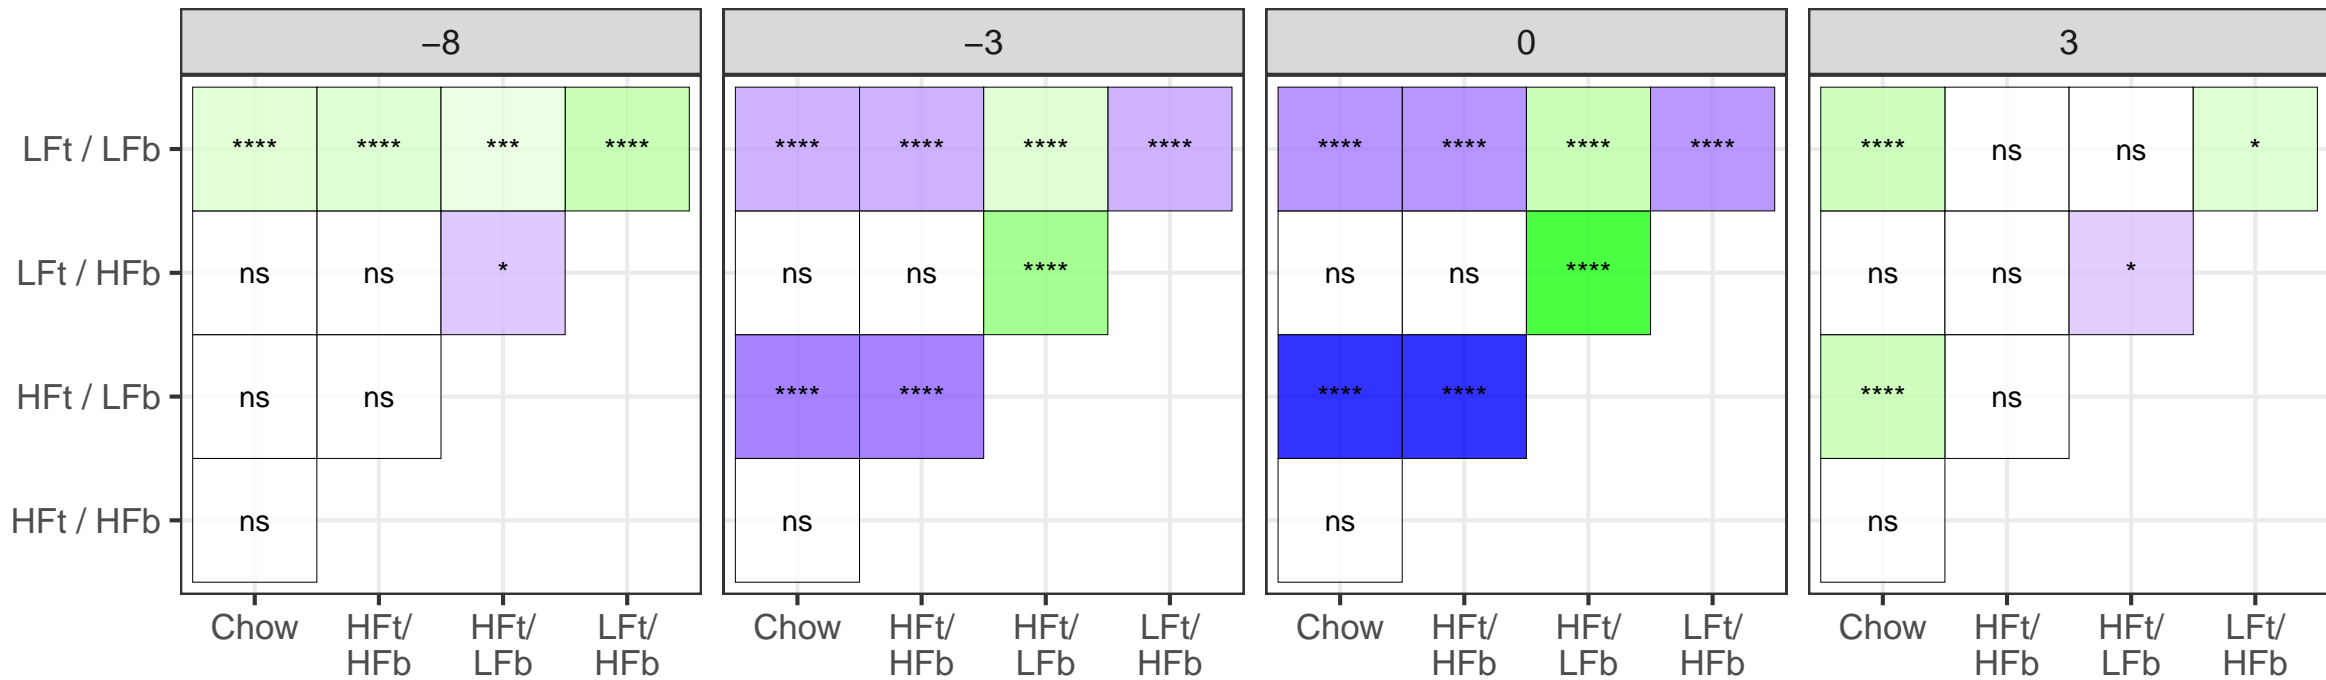 −8 −3 0 3
LFt / LFb **** **** *** **** **** **** **** **** **** **** **** **** **** ns ns *
LFt / HFb ns ns * ns ns **** ns ns **** ns ns *
HFt / LFb ns ns **** **** **** **** **** ns
HFt / HFb ns ns ns ns
Chow HFt/ HFt/ LFt/ Chow HFt/ HFt/ LFt/ Chow HFt/ HFt/ LFt/ Chow HFt/ HFt/ LFt/
HFb LFb HFb HFb LFb HFb HFb LFb HFb HFb LFb HFb